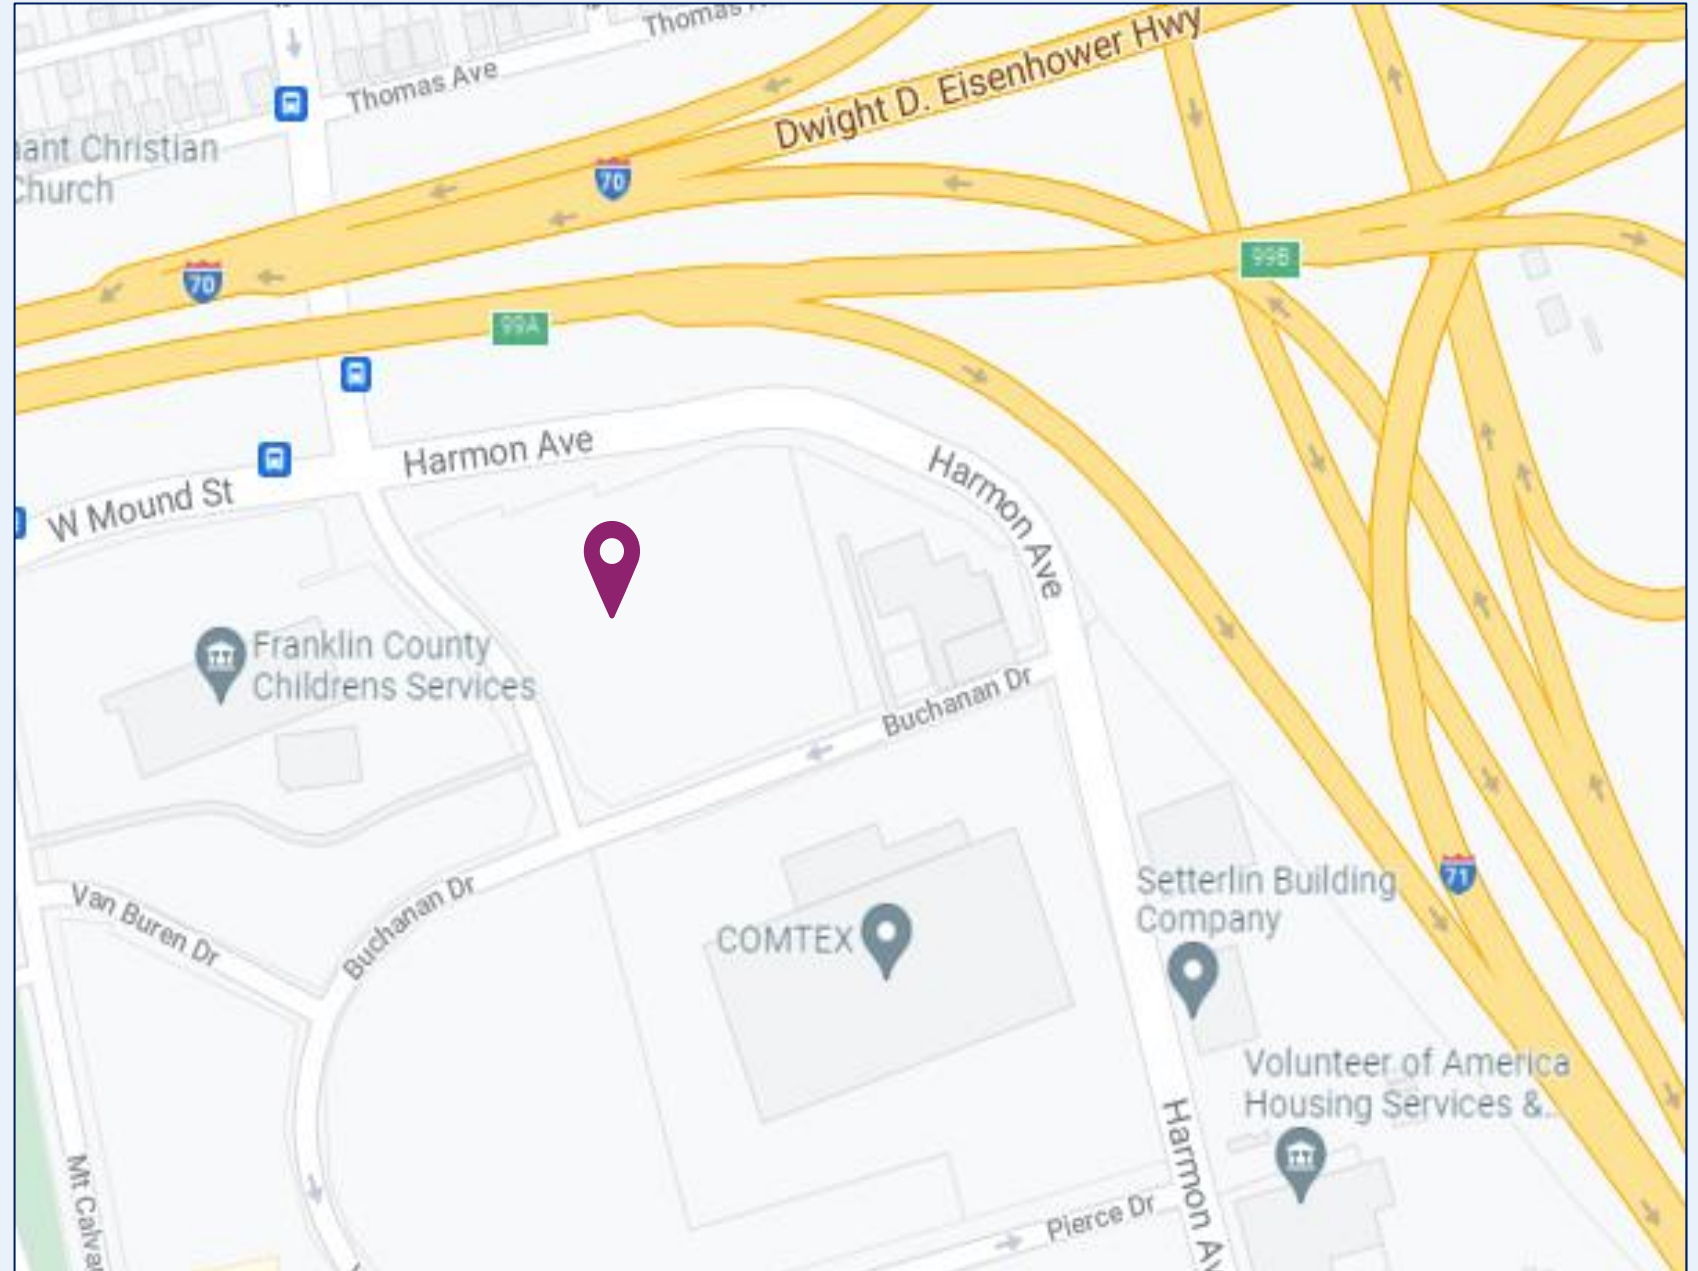 Thomas Ave
Thomas
Dwight D. Eisenhower Hwy
Christian
Church
70
70
99B
99A
Harmon Ave
W Mound St
Harmon Ave
Franklin County
Childrens Services
Buchanan Dr
Van Buren Dr
Buchanan Dr
COMTEX
Setterlin Building
Company
71
Volunteer of America
Housing Services &..
Harmon
Mt
Pierce Dr